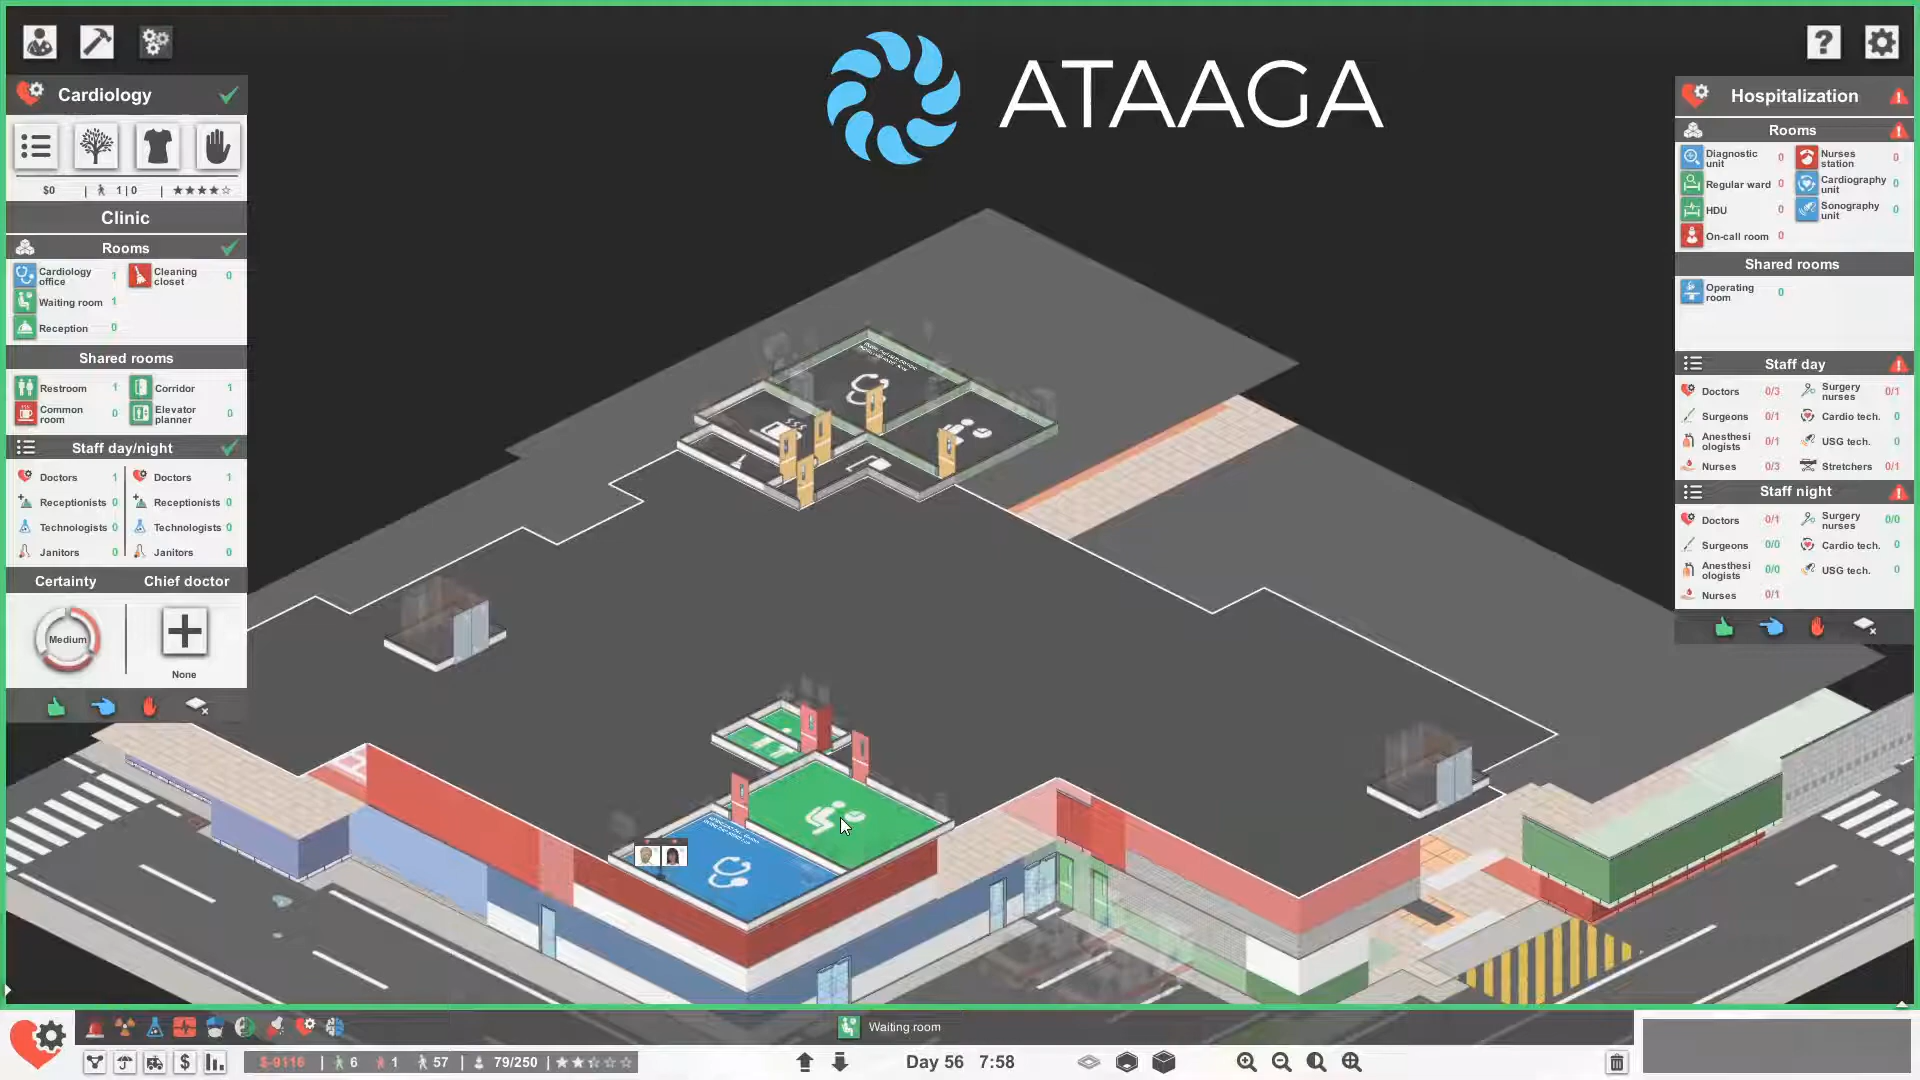 ATAAGA
Cardiology
$0 | 1|0 |
Clinic
Rooms
Cardiology office 1
Cleaning closet 0
Waiting room 1
Reception 0
Shared rooms
Restroom 1
Corridor 1
Common room 0
Elevator planner 0
Staff day/night
Doctors 1
Doctors 1
Receptionists 0
Receptionists 0
Technologists 0
Technologists 0
Janitors 0
Janitors 0
Certainty
Chief doctor
Medium
None
Hospitalization
Rooms
Diagnostic unit 0
Nurses station 0
Regular ward 0
Cardiography unit 0
HDU 0
Sonography unit 0
On-call room 0
Shared rooms
Operating room 0
Staff day
Doctors 0/3
Surgery nurses 0/1
Surgeons 0/1
Cardio tech. 0
Anesthesiologists 0/1
USG tech. 0
Nurses 0/3
Stretchers 0/1
Staff night
Doctors 0/1
Surgery nurses 0/0
Surgeons 0/0
Cardio tech. 0
Anesthesiologists 0/0
USG tech. 0
Nurses 0/1
Waiting room
$-9116 | 6 1 | 57 | 79/250 |
Day 56 7:58